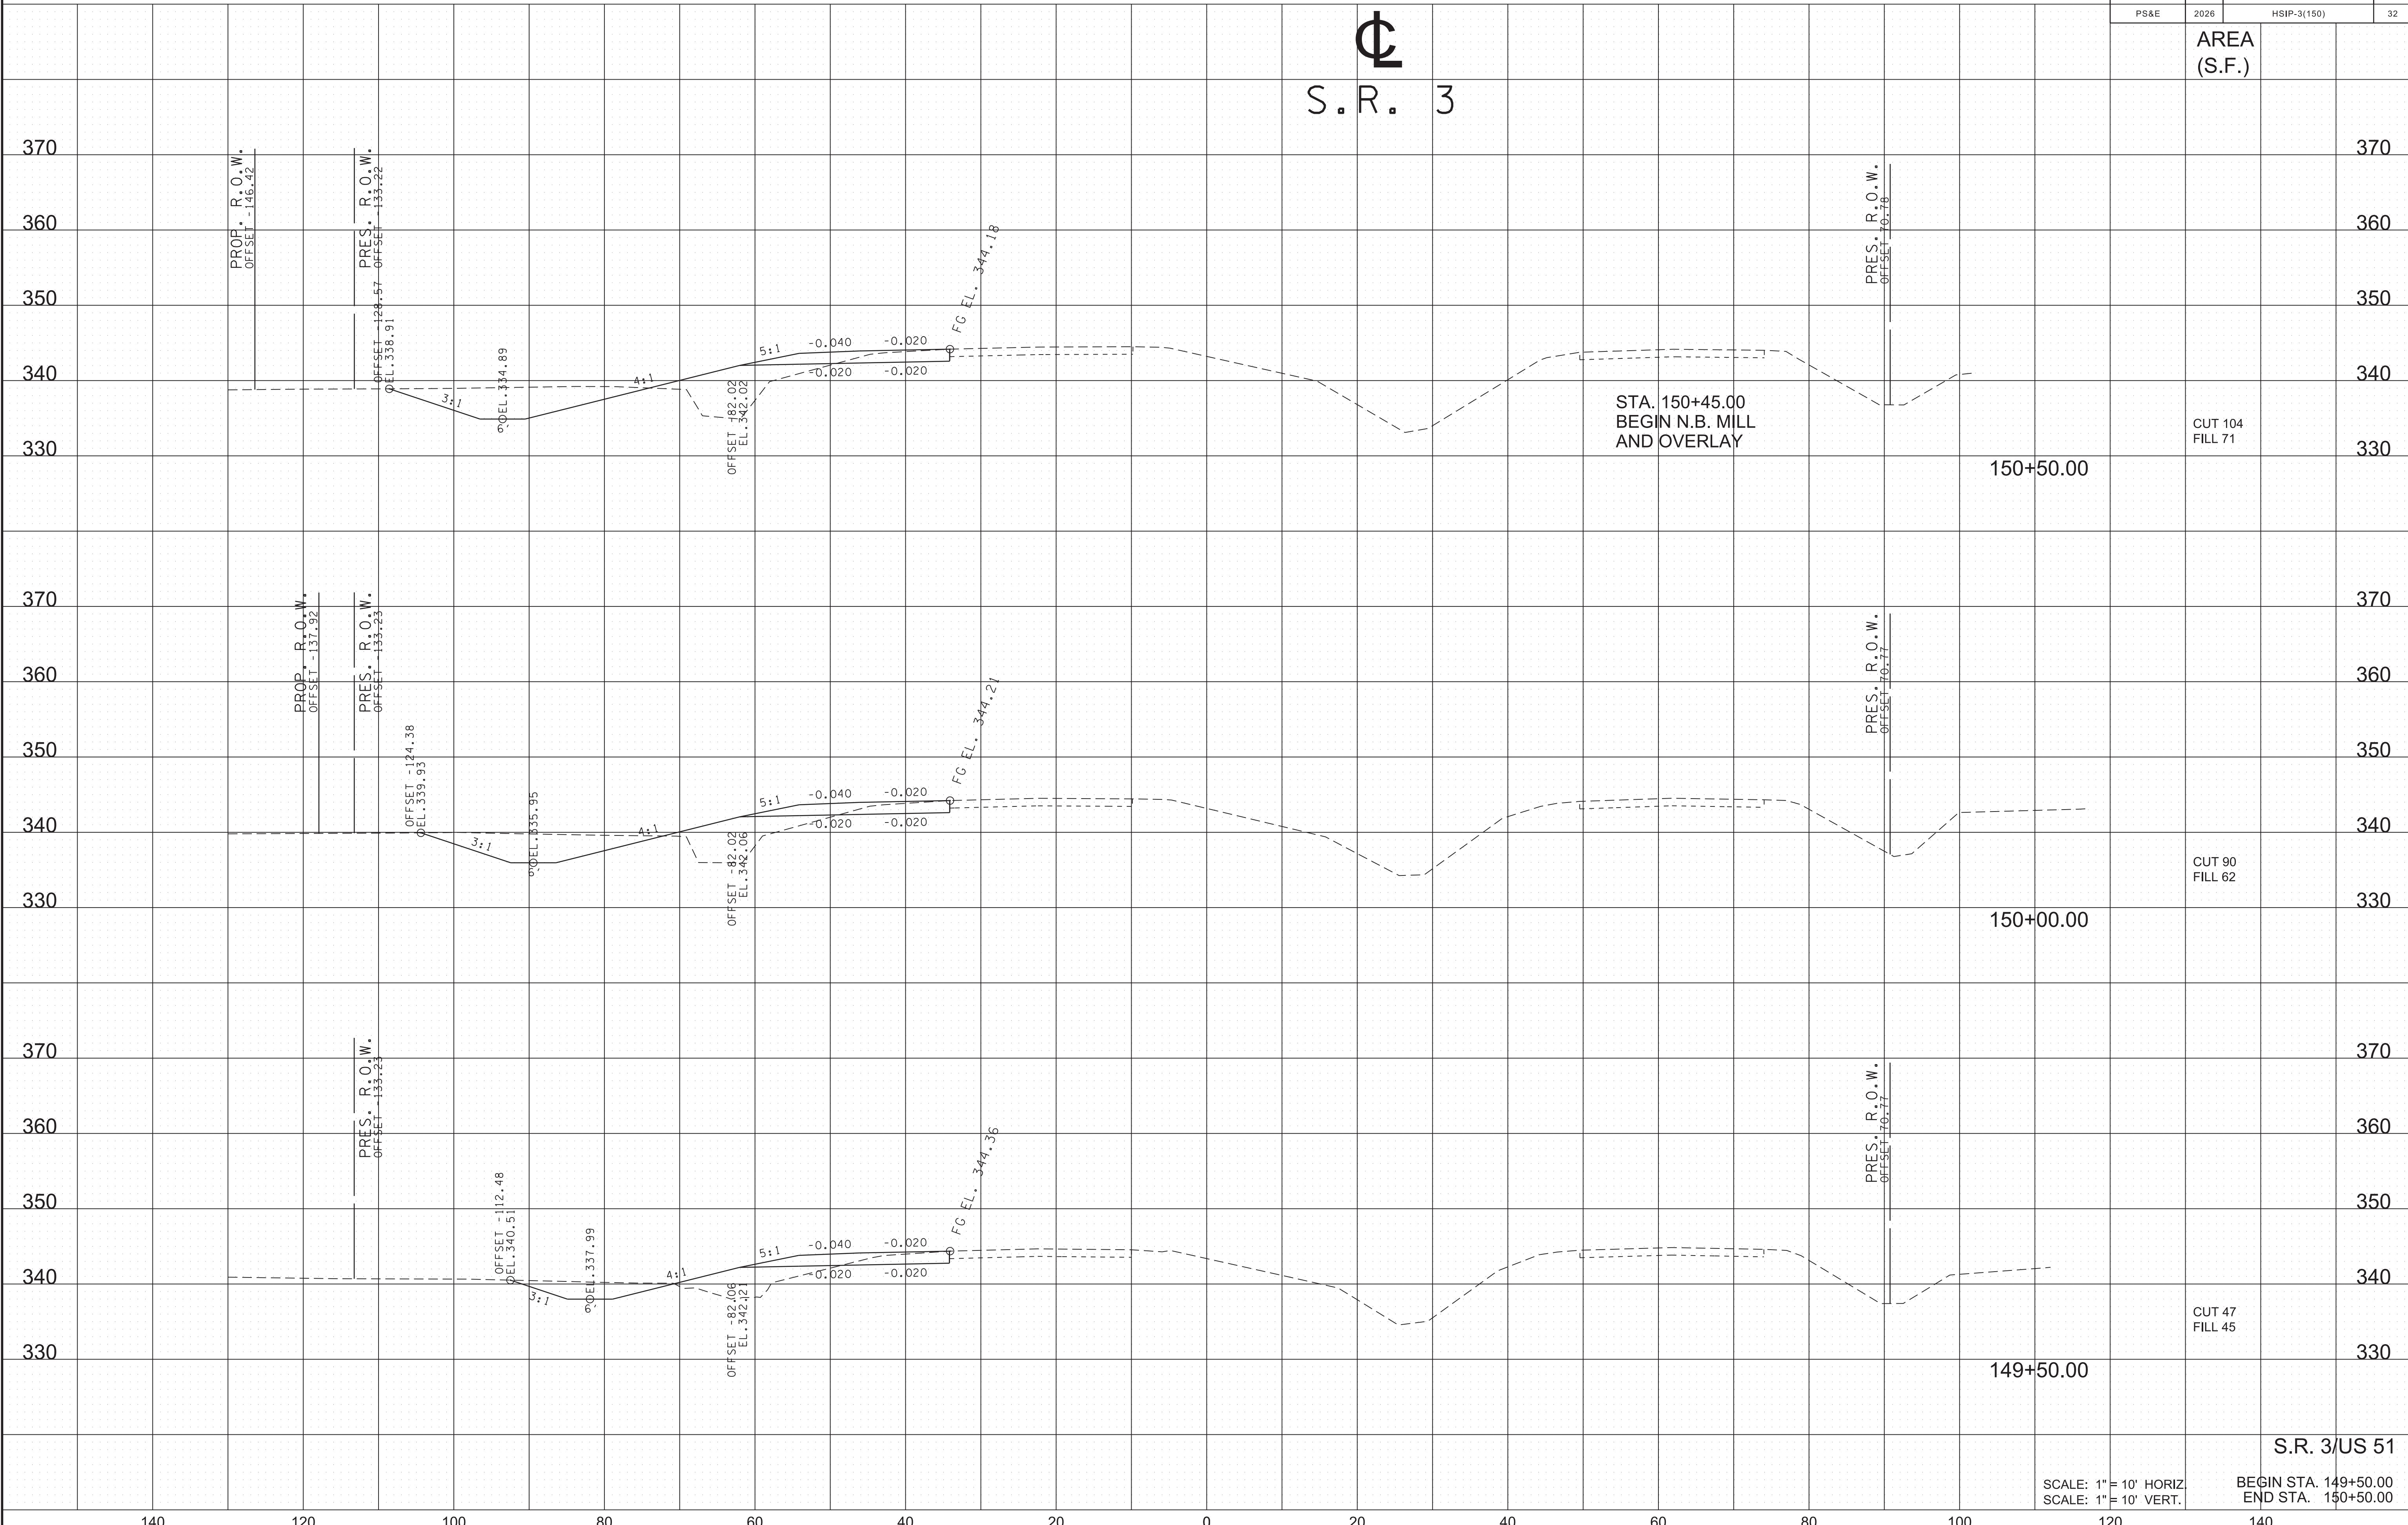 PS&E 2026 HSIP-3(150) 32
AREA
(S.F.)
℄
S.R. 3
370 370
360 360
350 350
340 340
330 330
PROP. R.O.W.
OFFSET -146.42
PRES. R.O.W.
OFFSET -133.22
OFFSET -128.57
EL.338.91
3:1
6'
EL.334.89
4:1
OFFSET -82.02
EL.342.02
5:1
-0.040 -0.020
-0.020 -0.020
FG EL. 344.18
PRES. R.O.W.
OFFSET 70.78
STA. 150+45.00
BEGIN N.B. MILL
AND OVERLAY
CUT 104
FILL 71
150+50.00
370 370
360 360
350 350
340 340
330 330
PROP. R.O.W.
OFFSET -137.92
PRES. R.O.W.
OFFSET -133.23
OFFSET -124.38
EL.339.93
3:1
6'
EL.335.95
4:1
OFFSET -82.02
EL.342.06
5:1
-0.040 -0.020
-0.020 -0.020
FG EL. 344.21
PRES. R.O.W.
OFFSET 70.77
CUT 90
FILL 62
150+00.00
370 370
360 360
350 350
340 340
330 330
PRES. R.O.W.
OFFSET -133.23
OFFSET -112.48
EL.340.51
3:1
6'
EL.337.99
4:1
OFFSET -82.06
EL.342.21
5:1
-0.040 -0.020
-0.020 -0.020
FG EL. 344.36
PRES. R.O.W.
OFFSET 70.77
CUT 47
FILL 45
149+50.00
S.R. 3/US 51
SCALE: 1" = 10' HORIZ. BEGIN STA. 149+50.00
SCALE: 1" = 10' VERT. END STA. 150+50.00
140 120 100 80 60 40 20 0 20 40 60 80 100 120 140